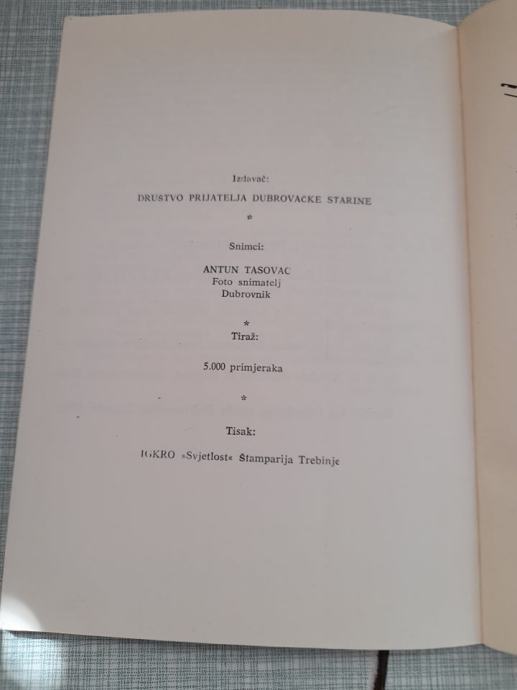 Izdavač:
DRUSTVO PRIJATELJA DUBROVACKE STARINE
*
Snimci:
ANTUN TASOVAC
Foto snimatelj
Dubrovnik
*
Tiraž:
5.000 primjeraka
*
Tisak:
IGKRO »Svjetlost« Štamparija Trebinje